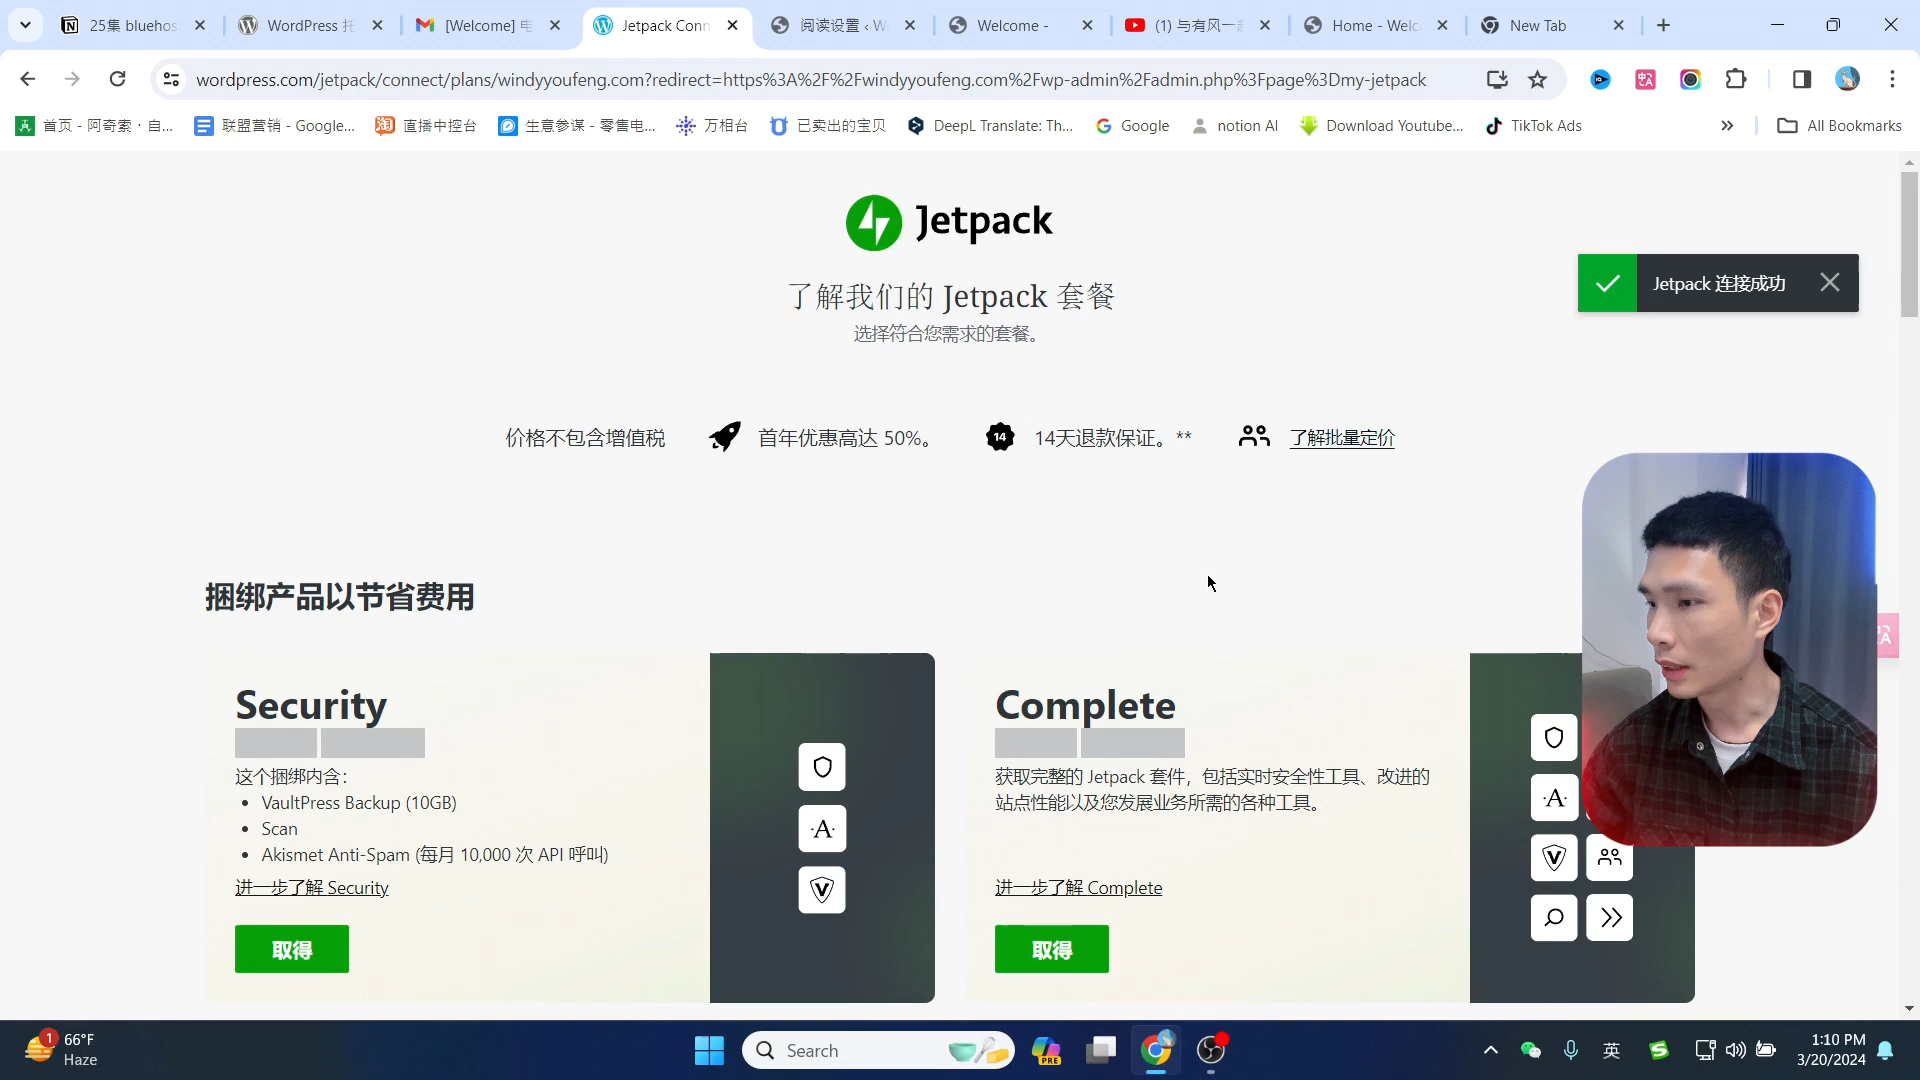 25集 bluehos
WordPress 托
[Welcome] 电
Jetpack Conn
阅读设置 ‹ W
Welcome -
(1) 与有风一起
Home - Welc
New Tab
wordpress.com/jetpack/connect/plans/windyyoufeng.com?redirect=https%3A%2F%2Fwindyyoufeng.com%2Fwp-admin%2Fadmin.php%3Fpage%3Dmy-jetpack
首页 - 阿奇索 · 自...
联盟营销 - Google...
直播中控台
生意参谋 - 零售电...
万相台
已卖出的宝贝
DeepL Translate: Th...
Google
notion AI
Download Youtube...
TikTok Ads
All Bookmarks
Jetpack
了解我们的 Jetpack 套餐
选择符合您需求的套餐。
Jetpack 连接成功
价格不包含增值税
首年优惠高达 50%。
14
14天退款保证。**
了解批量定价
捆绑产品以节省费用
Security
这个捆绑内含:
• VaultPress Backup (10GB)
• Scan
• Akismet Anti-Spam (每月 10,000 次 API 呼叫)
进一步了解 Security
取得
Complete
获取完整的 Jetpack 套件，包括实时安全性工具、改进的
站点性能以及您发展业务所需的各种工具。
进一步了解 Complete
取得
1
66°F
Haze
Search
PRE
英
1:10 PM
3/20/2024